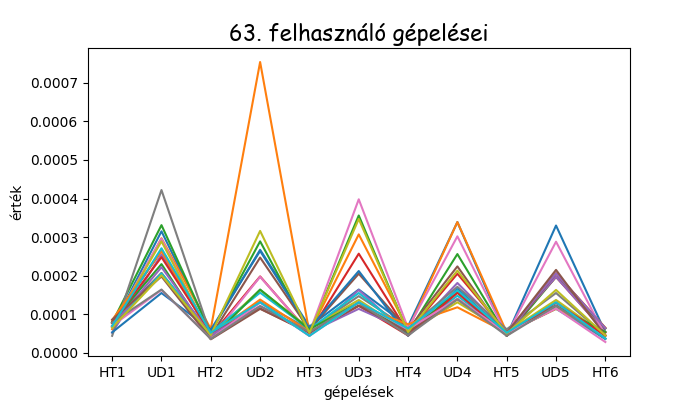 63. felhasználó gépelései
0.0007
0.0006
0.0005
0.0004
0.0003
0.0002
0.0001
0.0000
érték
HT1 UD1 HT2 UD2 HT3 UD3 HT4 UD4 HT5 UD5 HT6
gépelések